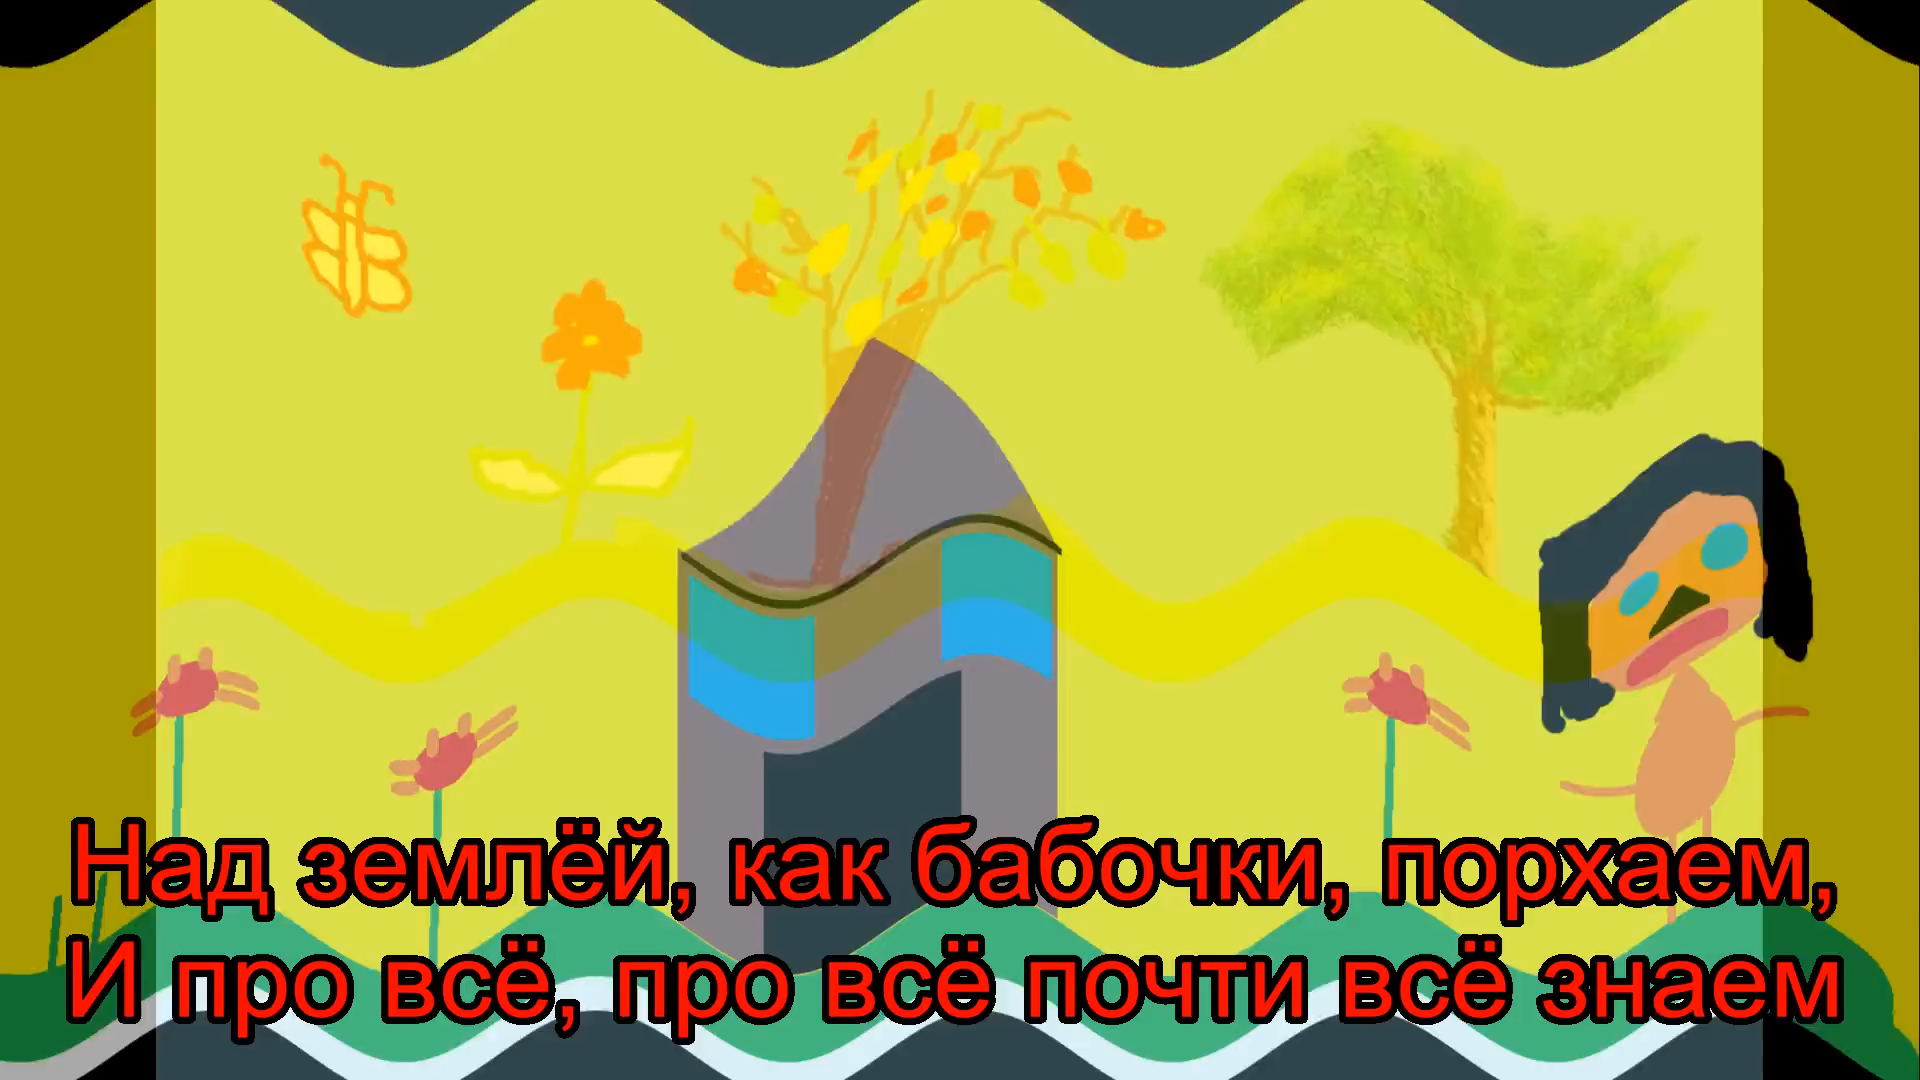 Над землёй, как бабочки, порхаем,
И про всё, про всё почти всё знаем